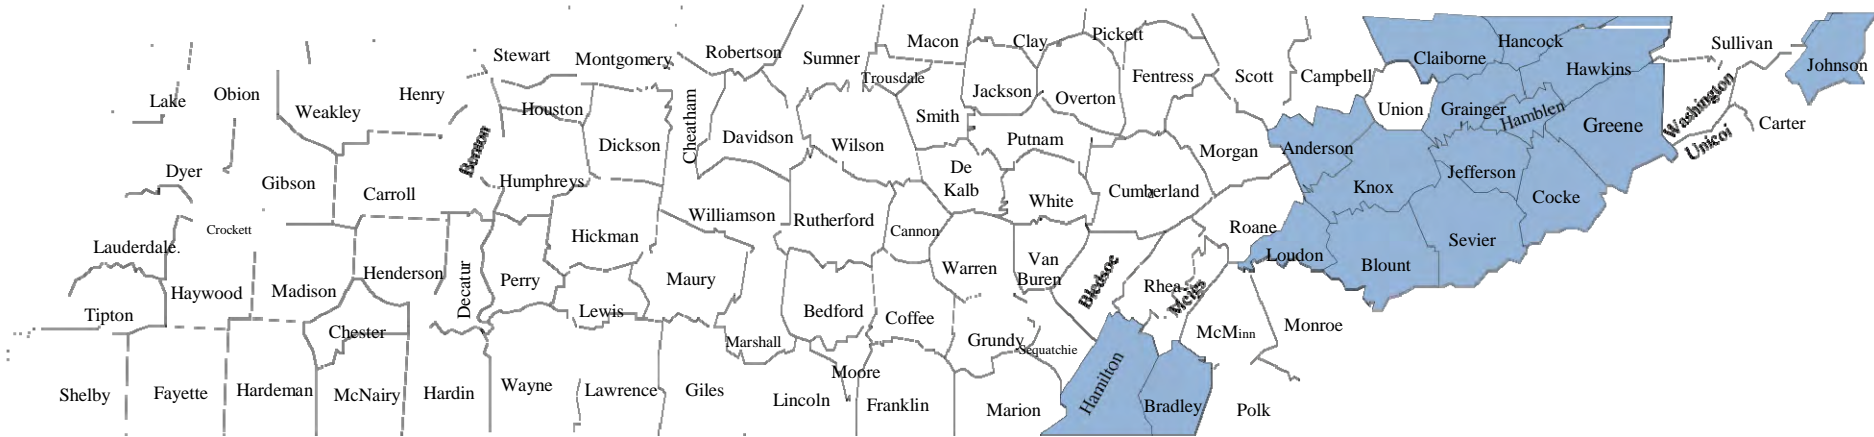 Stewart
Montgomery
Robertson
Sumner
Macon
Clay
Pickett
Fentress
Scott
Campbell
Claiborne
Hancock
Hawkins
Sullivan
Johnson
Lake
Obion
Weakley
Henry
Houston
Dickson
Cheatham
Davidson
Trousdale
Wilson
Smith
Jackson
Overton
Putnam
Morgan
Anderson
Union
Grainger
Hamblen
Greene
Washington
Unicoi
Carter
Dyer
Gibson
Carroll
Benton
Humphreys
Hickman
Williamson
Rutherford
Cannon
De
Kalb
White
Cumberland
Roane
Knox
Jefferson
Cocke
Lauderdale.
Crockett
Haywood
Madison
Henderson
Decatur
Perry
Lewis
Maury
Bedford
Coffee
Warren
Van
Buren
Bledsoe
Rhea
Meigs
Loudon
Blount
Sevier
Tipton
Chester
Marshall
Moore
Grundy
Sequatchie
McMinn
Monroe
Shelby
Fayette
Hardeman
McNairy
Hardin
Wayne
Lawrence
Giles
Lincoln
Franklin
Marion
Hamilton
Bradley
Polk